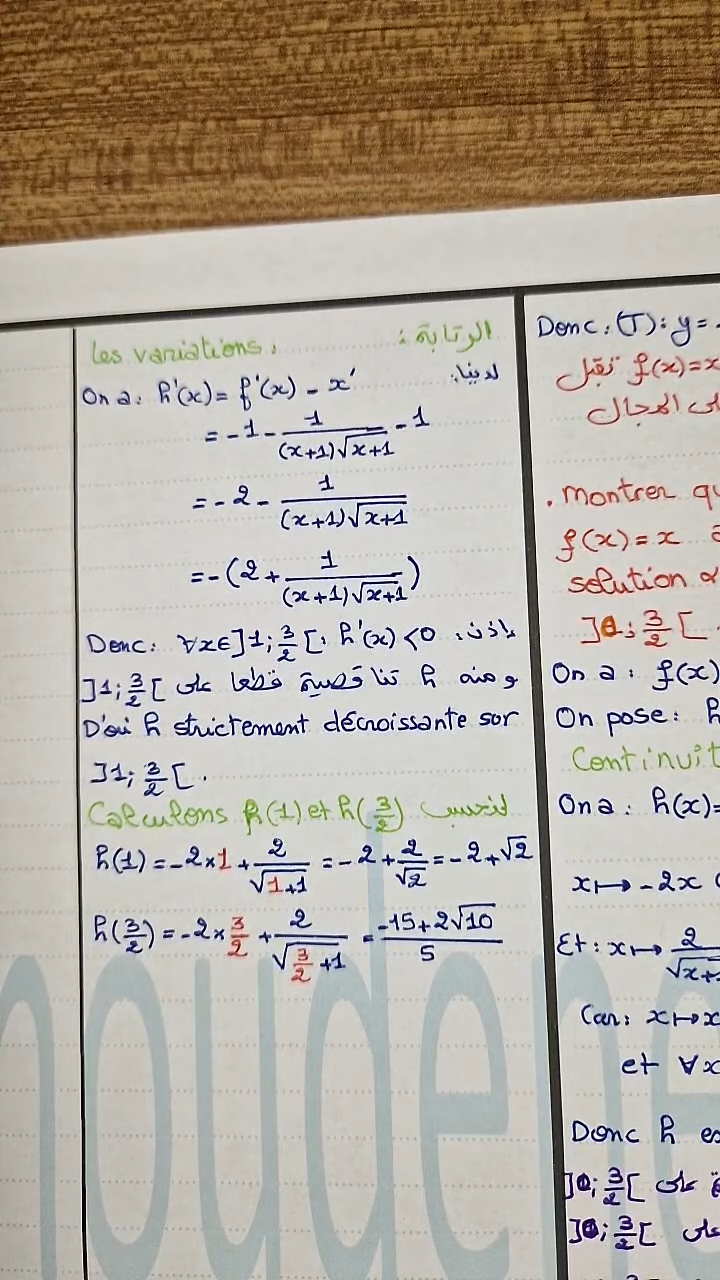 Les variations. الرتابة :
On a : h'(x) = f'(x) - x' لدينا:
= -1 - 1/((x+1)√(x+1)) - 1
= -2 - 1/((x+1)√(x+1))
= -(2 + 1/((x+1)√(x+1)))
Donc: ∀x∈]1; 3/2[ : h'(x) <0 إذن:
ومنه h تناقصية قطعا على ]1; 3/2[
D'où h strictement décroissante sur
]1; 3/2[ .
Calculons h(1) et h(3/2) لنحسب
h(1) = -2×1 + 2/√(1+1) = -2 + 2/√2 = -2+√2
h(3/2) = -2×3/2 + 2/√(3/2+1) = (-15+2√10)/5
Donc : (T) : y =
تقبل f(x)=x
المجال
. montrer qu
f(x) = x
solution α
]0; 3/2[
On a : f(x)
On pose : h
Continuit
On a : h(x)=
x ↦ -2x
Et : x ↦ 2/√(x+
Car : x ↦ x
et ∀x
Donc h es
]0; 3/2[ على
]0; 3/2[ على
houdene